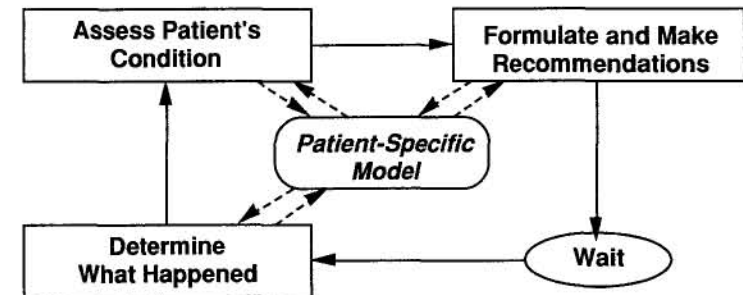 Assess Patient's
Condition
Formulate and Make
Recommendations
Patient-Specific
Model
Determine
What Happened
Wait